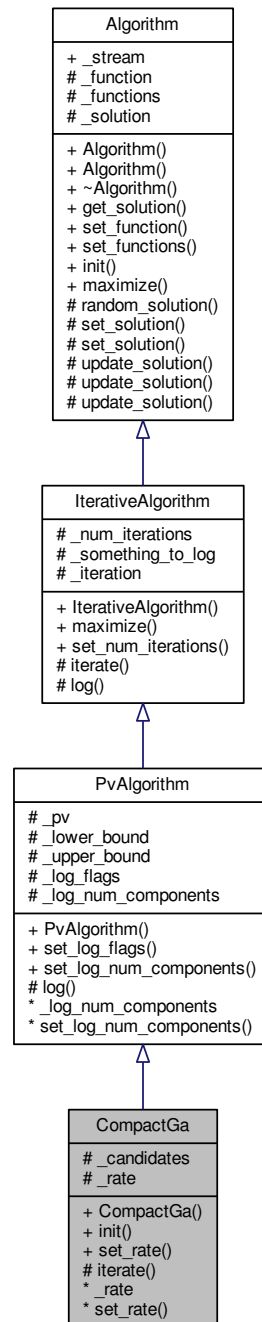 Algorithm
+ _stream
# _function
# _functions
# _solution
+ Algorithm()
+ Algorithm()
+ ~Algorithm()
+ get_solution()
+ set_function()
+ set_functions()
+ init()
+ maximize()
# random_solution()
# set_solution()
# set_solution()
# update_solution()
# update_solution()
# update_solution()
IterativeAlgorithm
# _num_iterations
# _something_to_log
# _iteration
+ IterativeAlgorithm()
+ maximize()
+ set_num_iterations()
# iterate()
# log()
PvAlgorithm
# _pv
# _lower_bound
# _upper_bound
# _log_flags
# _log_num_components
+ PvAlgorithm()
+ set_log_flags()
+ set_log_num_components()
# log()
* _log_num_components
* set_log_num_components()
CompactGa
# _candidates
# _rate
+ CompactGa()
+ init()
+ set_rate()
# iterate()
* _rate
* set_rate()